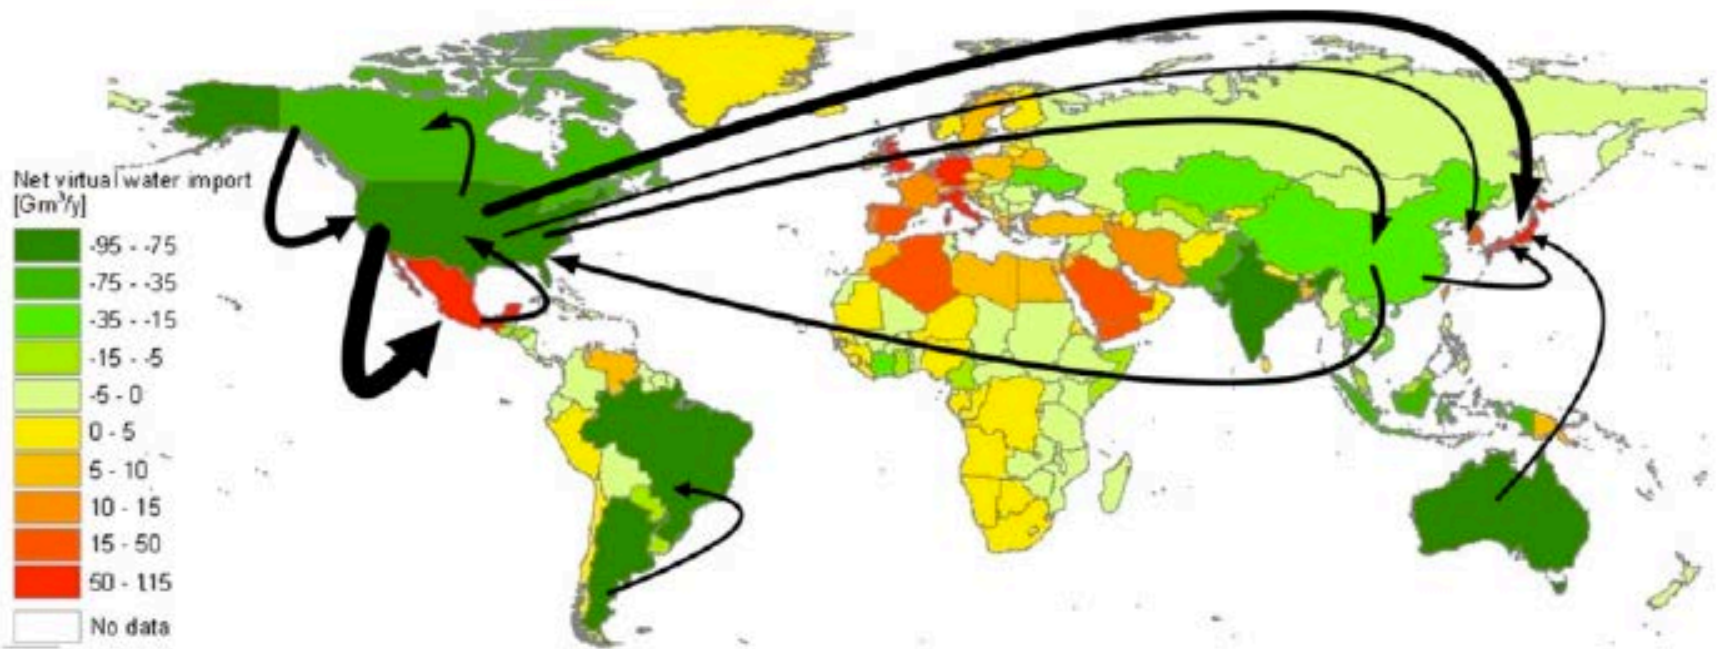 Net virtual water import
[Gm³/y]
-95 - -75
-75 - -35
-35 - -15
-15 - -5
-5 - 0
0 - 5
5 - 10
10 - 15
15 - 50
50 - 115
No data